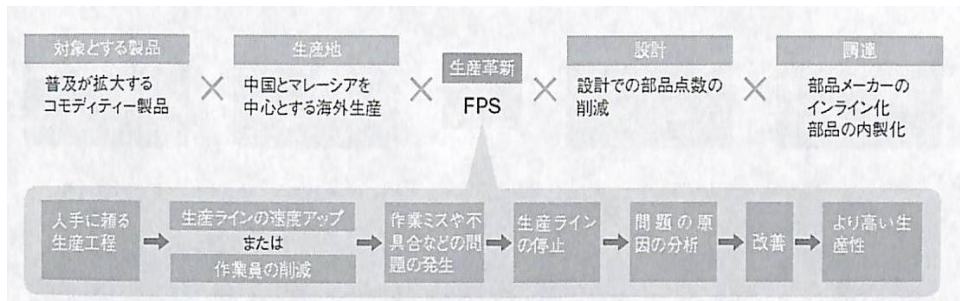 対象とする製品
普及が拡大する
コモディティー製品
×
生産地
中国とマレーシアを
中心とする海外生産
×
生産革新
FPS
×
設計
設計での部品点数の
削減
×
調達
部品メーカーの
インライン化
部品の内製化
人手に頼る
生産工程
生産ラインの速度アップ
または
作業員の削減
作業ミスや不
具合などの問
題の発生
生産ライン
の停止
問題の原
因の分析
改善
より高い生
産性